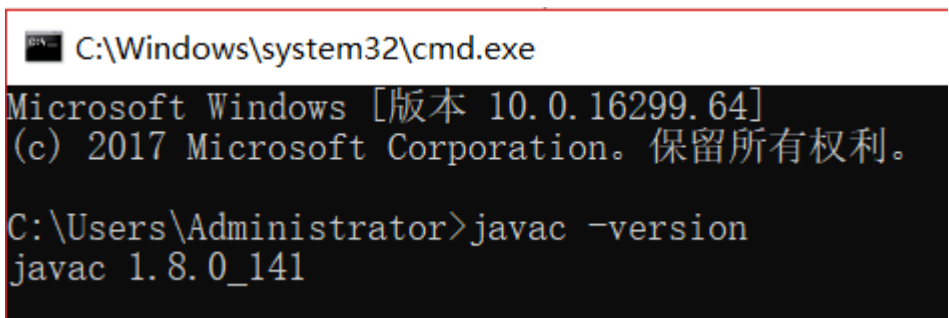 C:\Windows\system32\cmd.exe
Microsoft Windows [版本 10.0.16299.64]
(c) 2017 Microsoft Corporation。保留所有权利。
C:\Users\Administrator>javac -version
javac 1.8.0_141